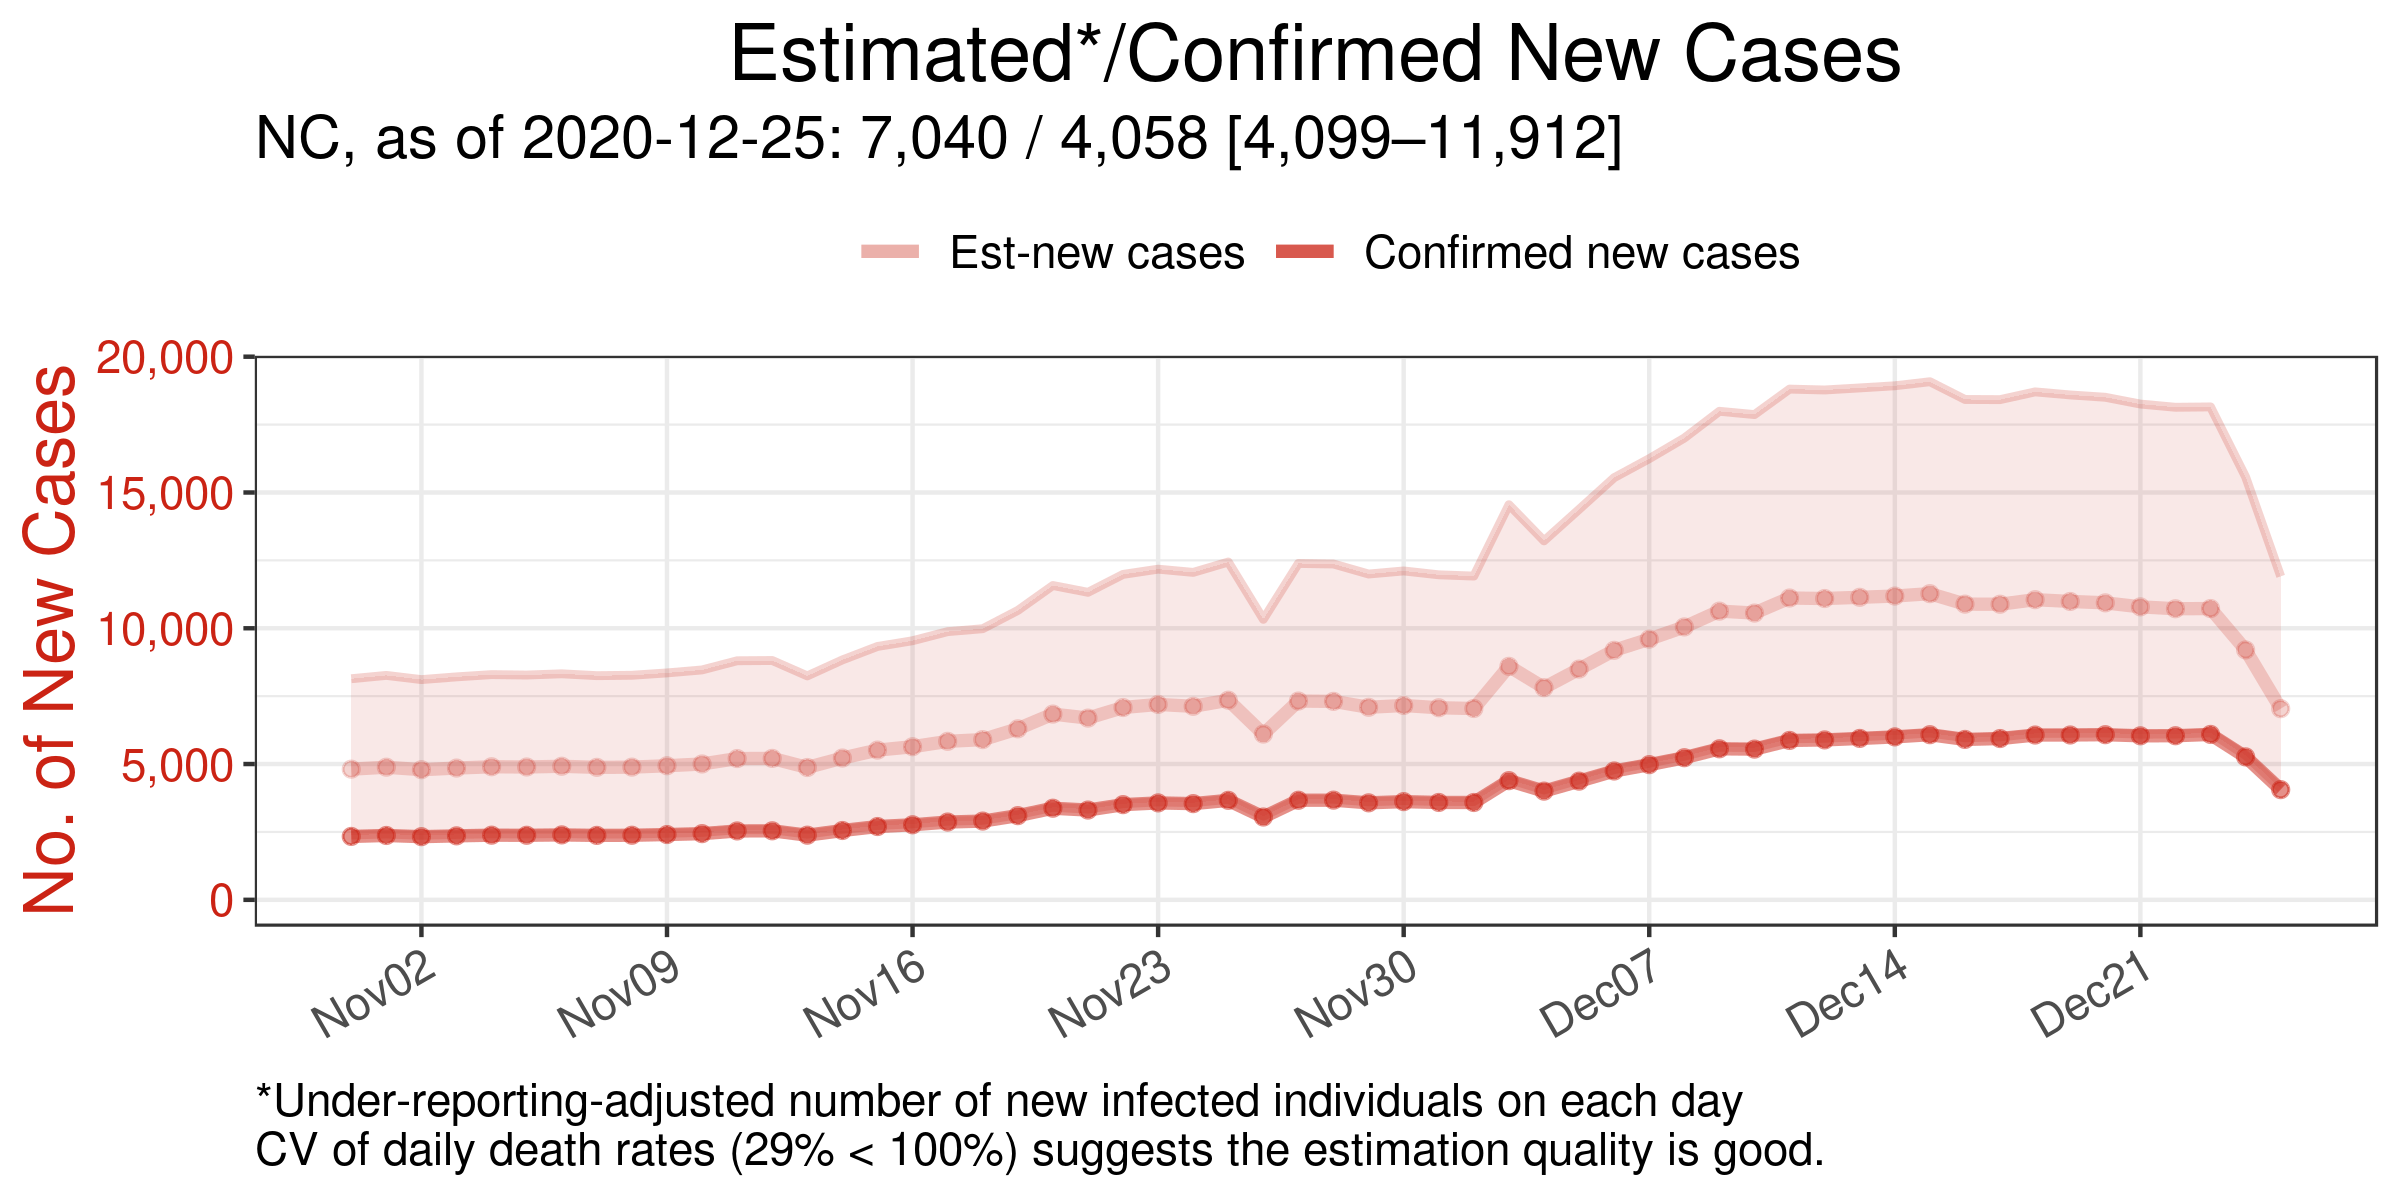 Estimated*/Confirmed New Cases
NC, as of 2020-12-25: 7,040 / 4,058 [4,099–11,912]
Est-new cases
Confirmed new cases
No. of New Cases
20,000
15,000
10,000
5,000
0
Nov02
Nov09
Nov16
Nov23
Nov30
Dec07
Dec14
Dec21
*Under-reporting-adjusted number of new infected individuals on each day
CV of daily death rates (29% < 100%) suggests the estimation quality is good.